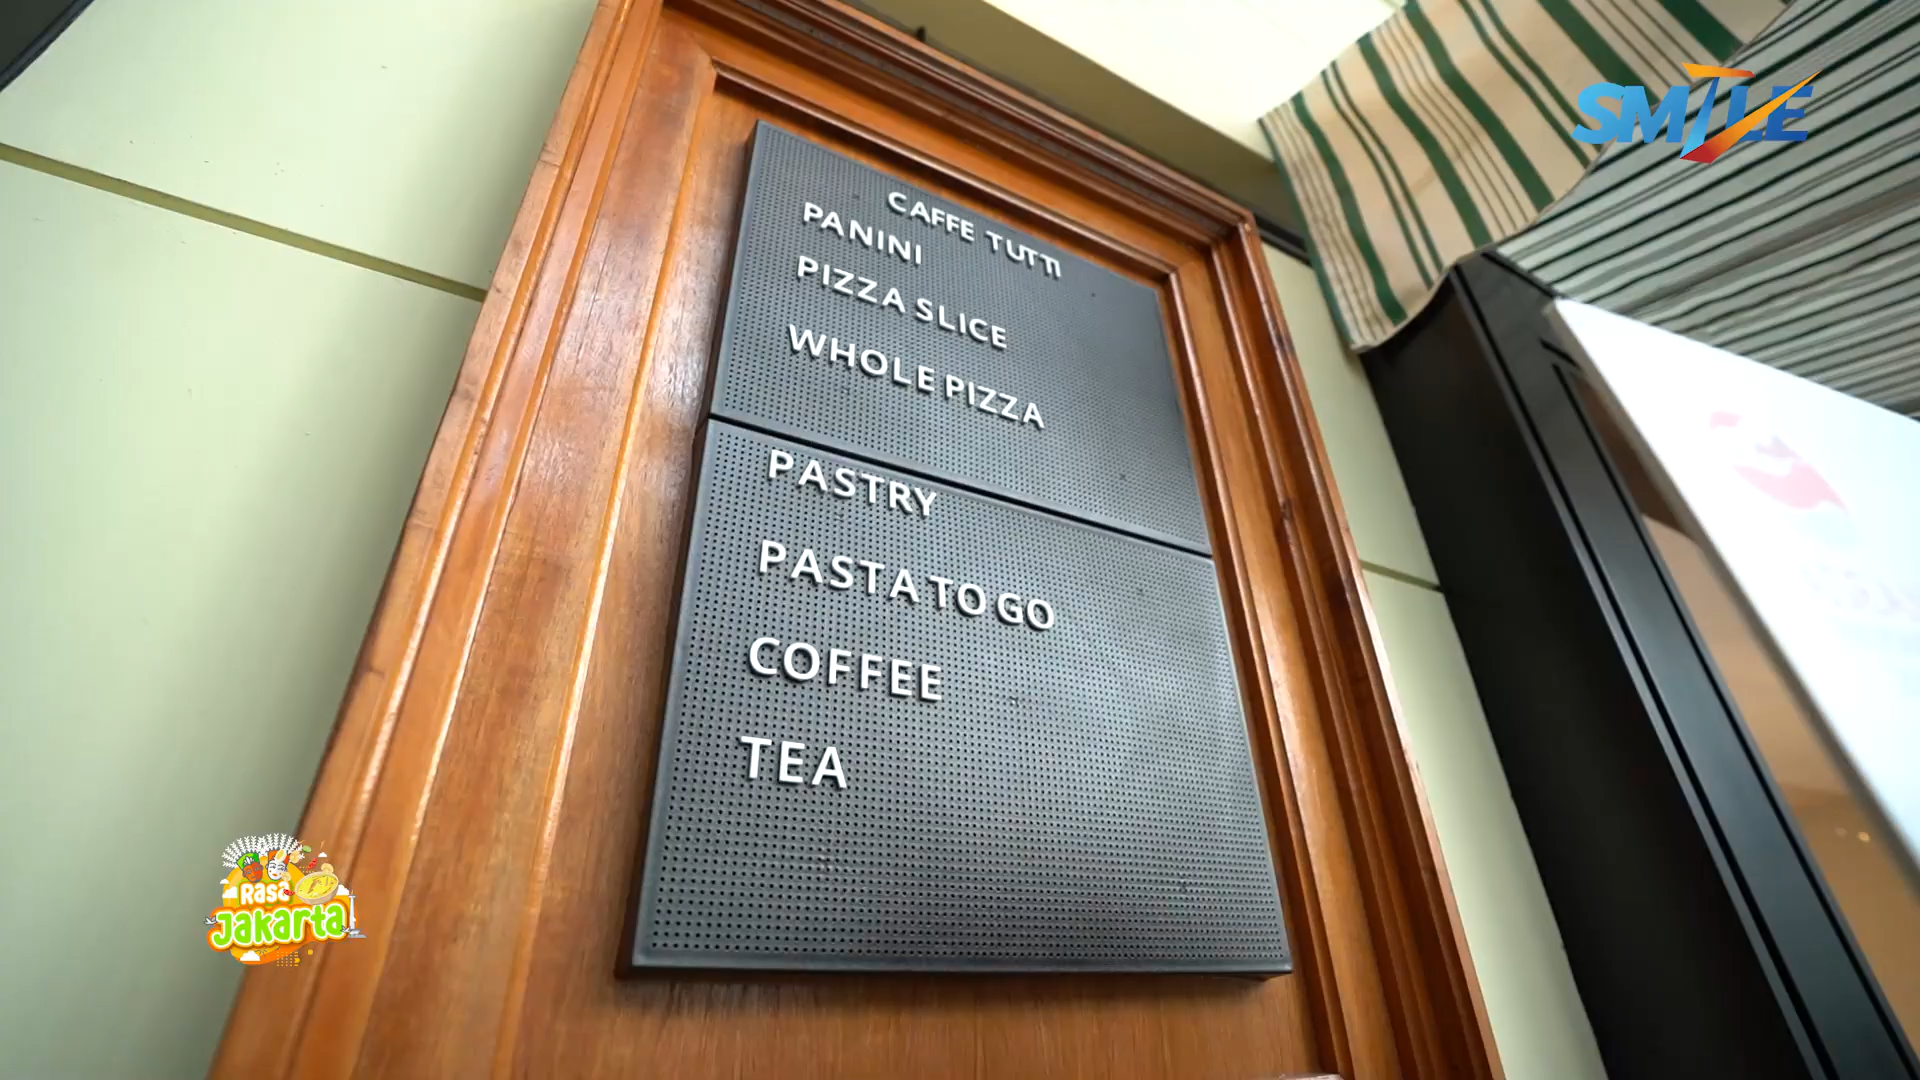 SMILE
CAFFE TUTTI
PANINI
PIZZA SLICE
WHOLE PIZZA
PASTRY
PASTA TO GO
COFFEE
TEA
Rasa
Jakarta